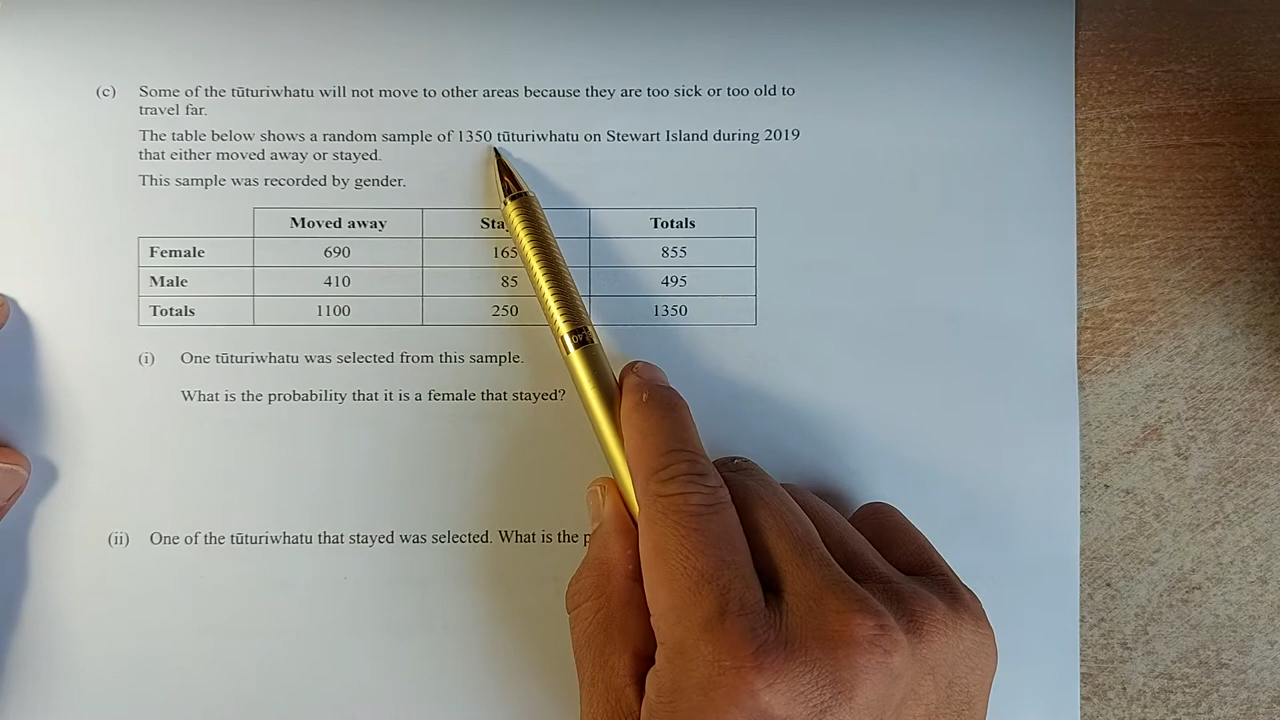 (c) Some of the tūturiwhatu will not move to other areas because they are too sick or too old to
travel far.
The table below shows a random sample of 1350 tūturiwhatu on Stewart Island during 2019
that either moved away or stayed.
This sample was recorded by gender.
Moved away Totals
Female 690 165 855
Male 410 85 495
Totals 1100 250 1350
(i) One tūturiwhatu was selected from this sample.
What is the probability that it is a female that stayed?
(ii) One of the tūturiwhatu that stayed was selected. What is the